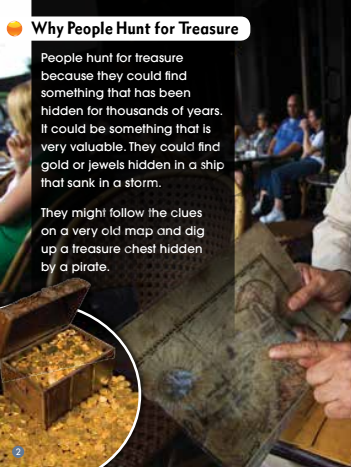 Why People Hunt for Treasure
People hunt for treasure
because they could find
something that has been
hidden for thousands of years.
It could be something that is
very valuable. They could find
gold or jewels hidden in a ship
that sank in a storm.
They might follow the clues
on a very old map and dig
up a treasure chest hidden
by a pirate.
2